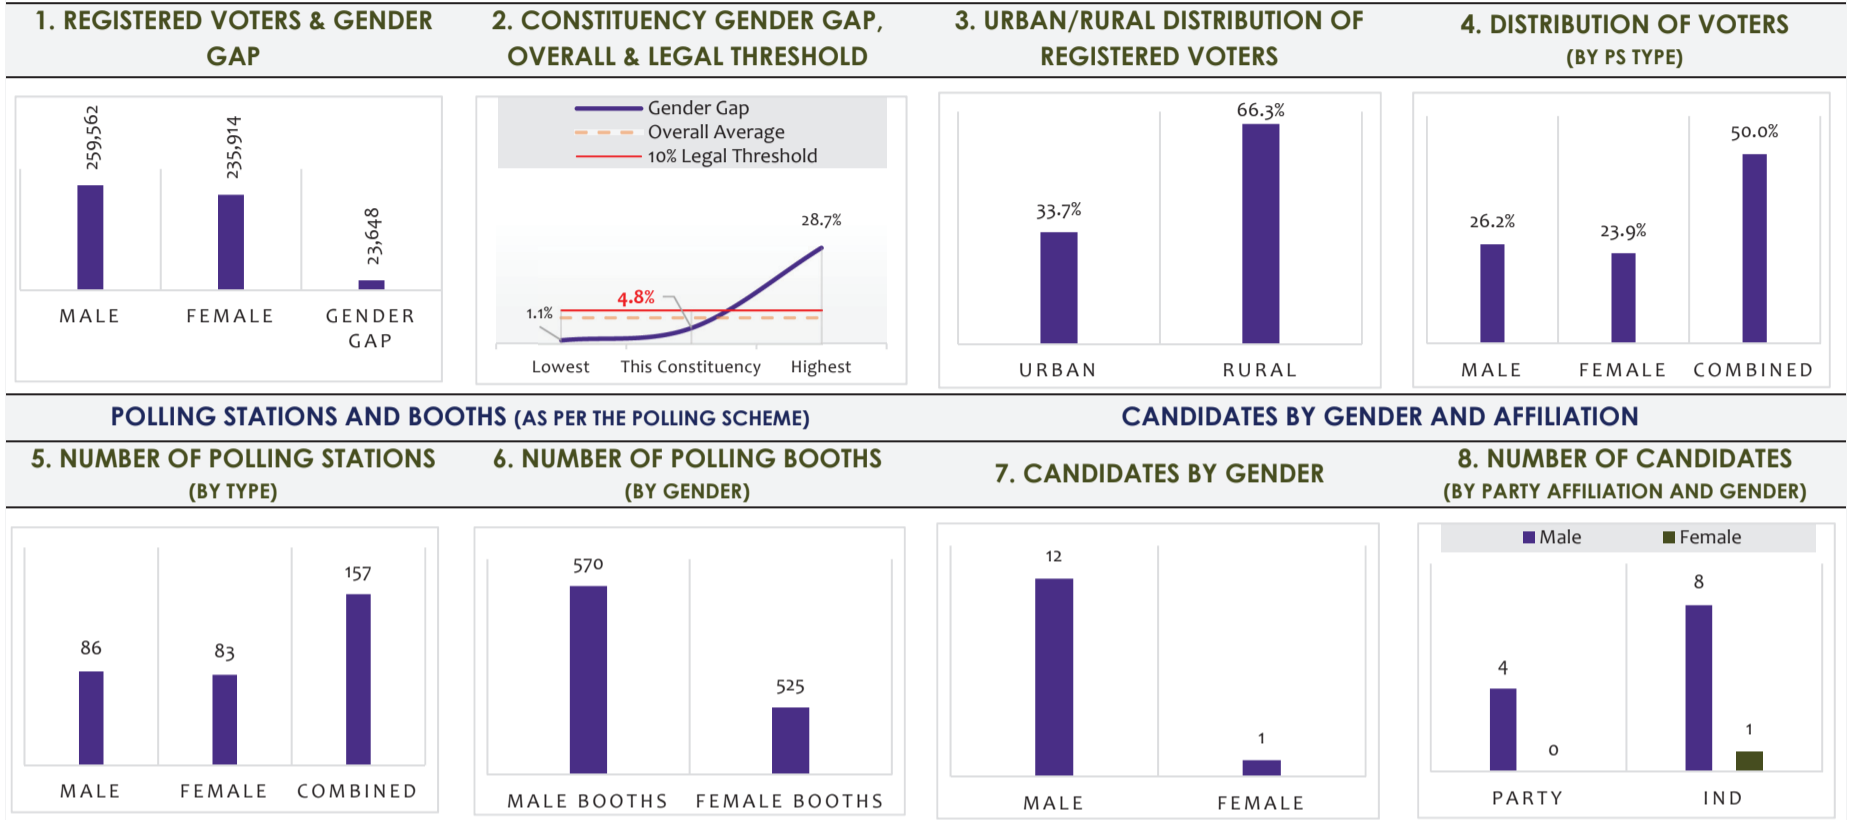 1. REGISTERED VOTERS & GENDER
GAP
259,562
235,914
23,648
MALE
FEMALE
GENDER
GAP
2. CONSTITUENCY GENDER GAP,
OVERALL & LEGAL THRESHOLD
Gender Gap
Overall Average
10% Legal Threshold
28.7%
4.8%
1.1%
Lowest
This Constituency
Highest
3. URBAN/RURAL DISTRIBUTION OF
REGISTERED VOTERS
66.3%
33.7%
URBAN
RURAL
4. DISTRIBUTION OF VOTERS
(BY PS TYPE)
50.0%
26.2%
23.9%
MALE
FEMALE
COMBINED
POLLING STATIONS AND BOOTHS (AS PER THE POLLING SCHEME)
CANDIDATES BY GENDER AND AFFILIATION
5. NUMBER OF POLLING STATIONS
(BY TYPE)
157
86
83
MALE
FEMALE
COMBINED
6. NUMBER OF POLLING BOOTHS
(BY GENDER)
570
525
MALE BOOTHS
FEMALE BOOTHS
7. CANDIDATES BY GENDER
12
1
MALE
FEMALE
8. NUMBER OF CANDIDATES
(BY PARTY AFFILIATION AND GENDER)
Male
Female
8
4
1
0
PARTY
IND